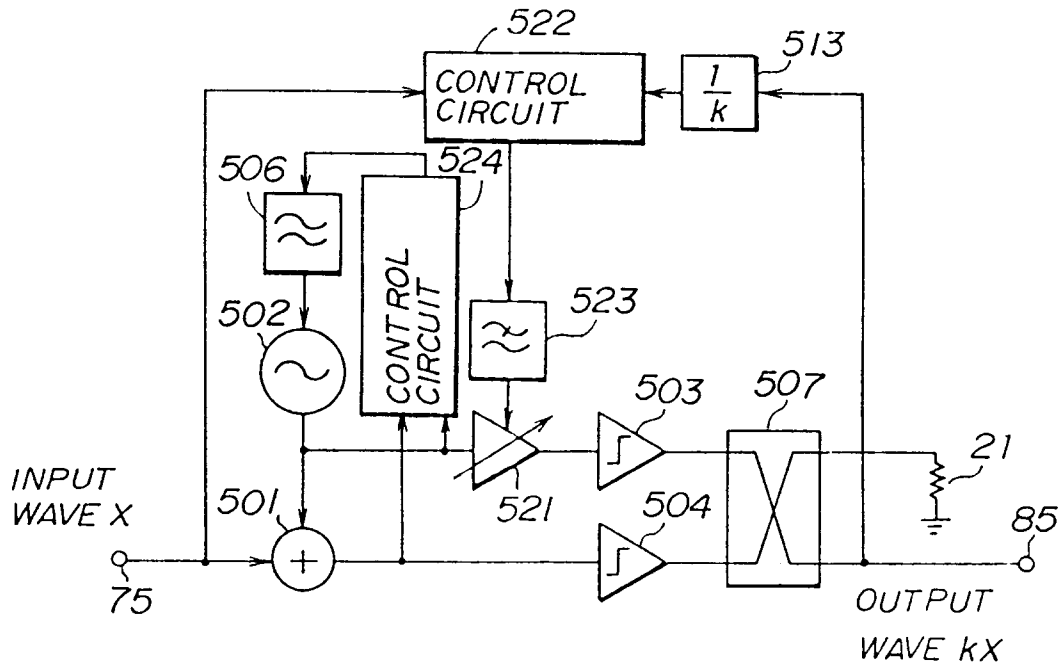 522
513
CONTROL
CIRCUIT
1
k
506
524
CONTROL
CIRCUIT
502
523
503
507
21
INPUT
WAVE X
501
521
504
85
75
OUTPUT
WAVE kX